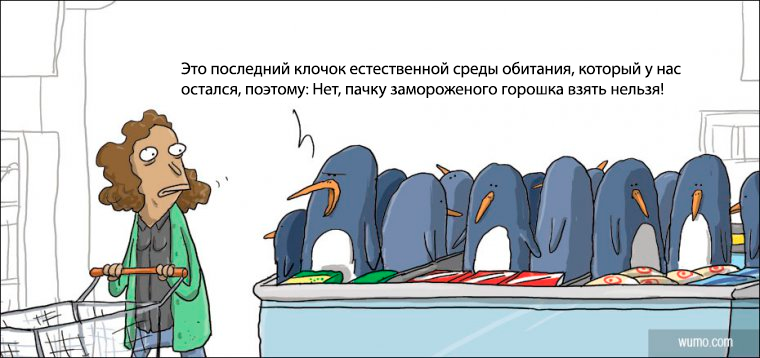 Это последний клочок естественной среды обитания, который у нас
остался, поэтому: Нет, пачку замороженого горошка взять нельзя!
wumo.com